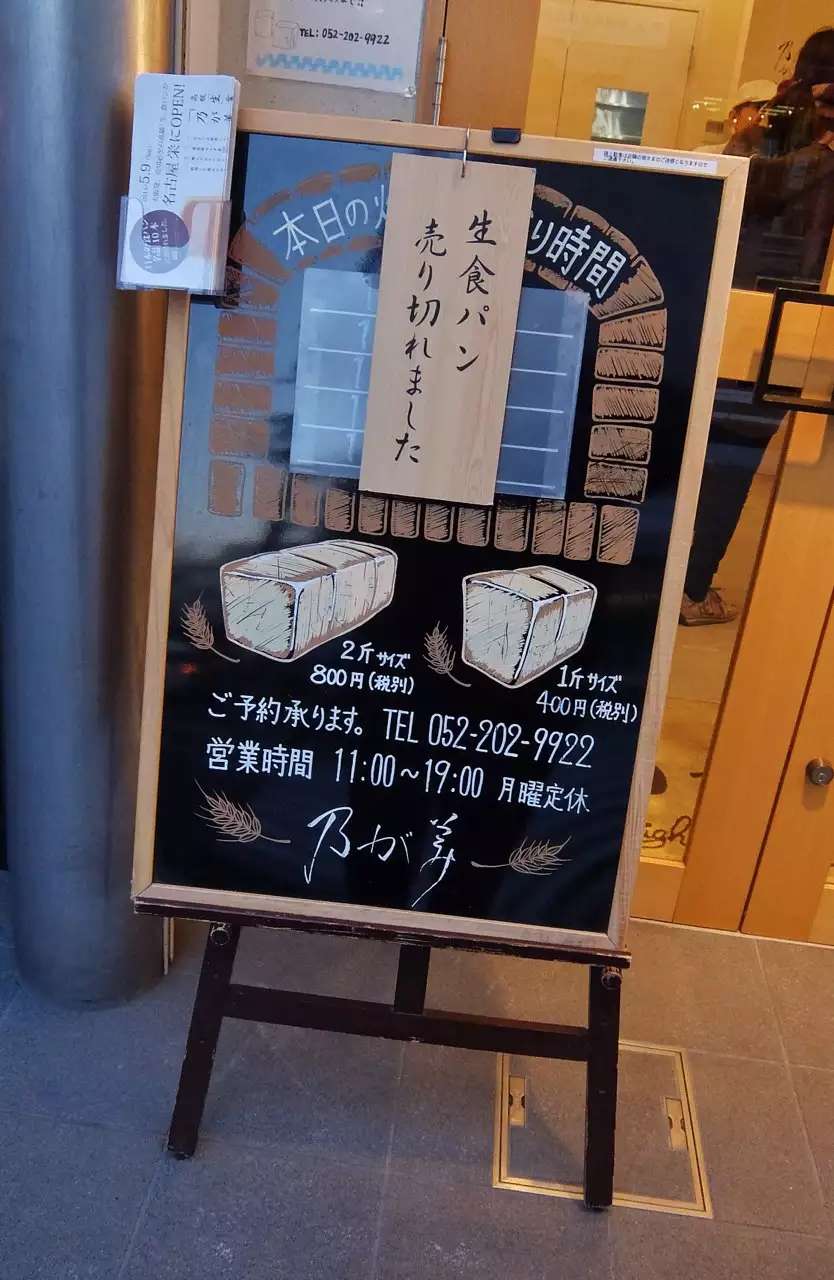 TEL: 052-202-9922
5.9
名古屋 栄にOPEN!
乃が美
本日の
り時間
生食パン
売り切れました
2斤サイズ
800円(税別)
1斤サイズ
400円(税別)
ご予約承ります。 TEL 052-202-9922
営業時間 11:00～19:00 月曜定休
乃が美